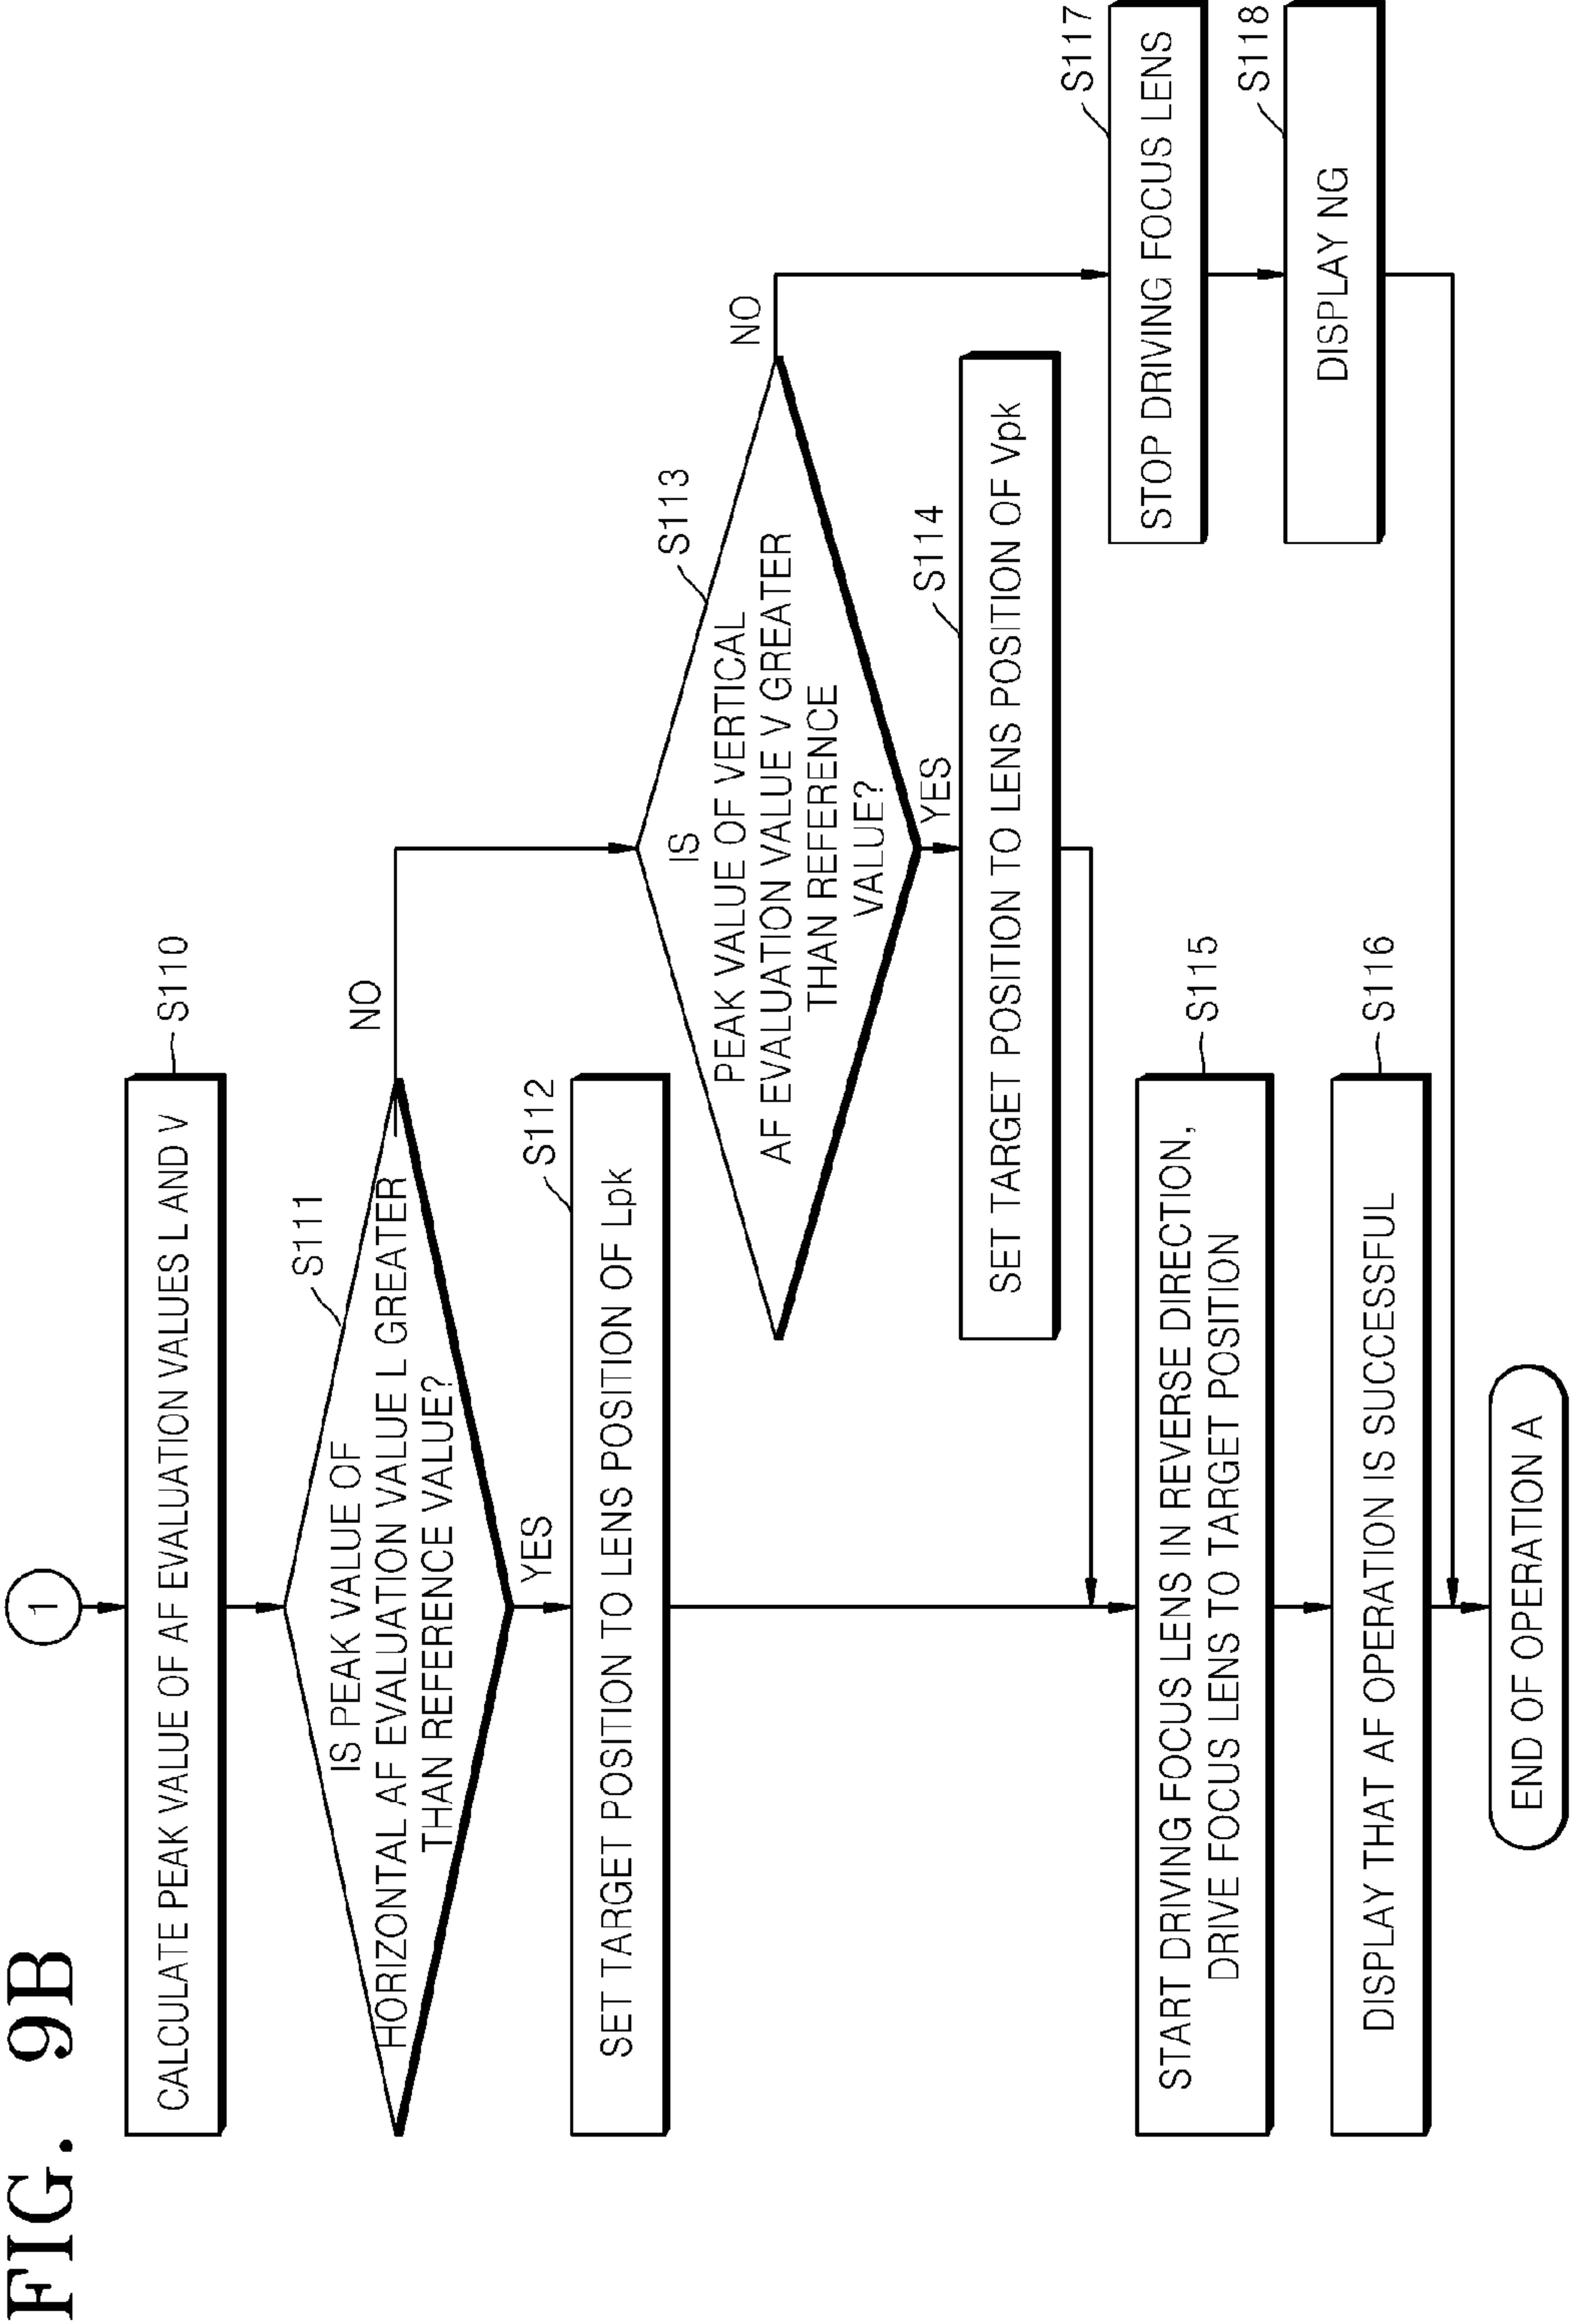 FIG. 9B
1
CALCULATE PEAK VALUE OF AF EVALUATION VALUES L AND V
S110
IS PEAK VALUE OF
HORIZONTAL AF EVALUATION VALUE L GREATER
THAN REFERENCE VALUE?
S111
NO
YES
SET TARGET POSITION TO LENS POSITION OF Lpk
S112
IS
PEAK VALUE OF VERTICAL
AF EVALUATION VALUE V GREATER
THAN REFERENCE
VALUE?
S113
NO
YES
SET TARGET POSITION TO LENS POSITION OF Vpk
S114
START DRIVING FOCUS LENS IN REVERSE DIRECTION,
DRIVE FOCUS LENS TO TARGET POSITION
S115
STOP DRIVING FOCUS LENS
S117
DISPLAY THAT AF OPERATION IS SUCCESSFUL
S116
DISPLAY NG
S118
END OF OPERATION A